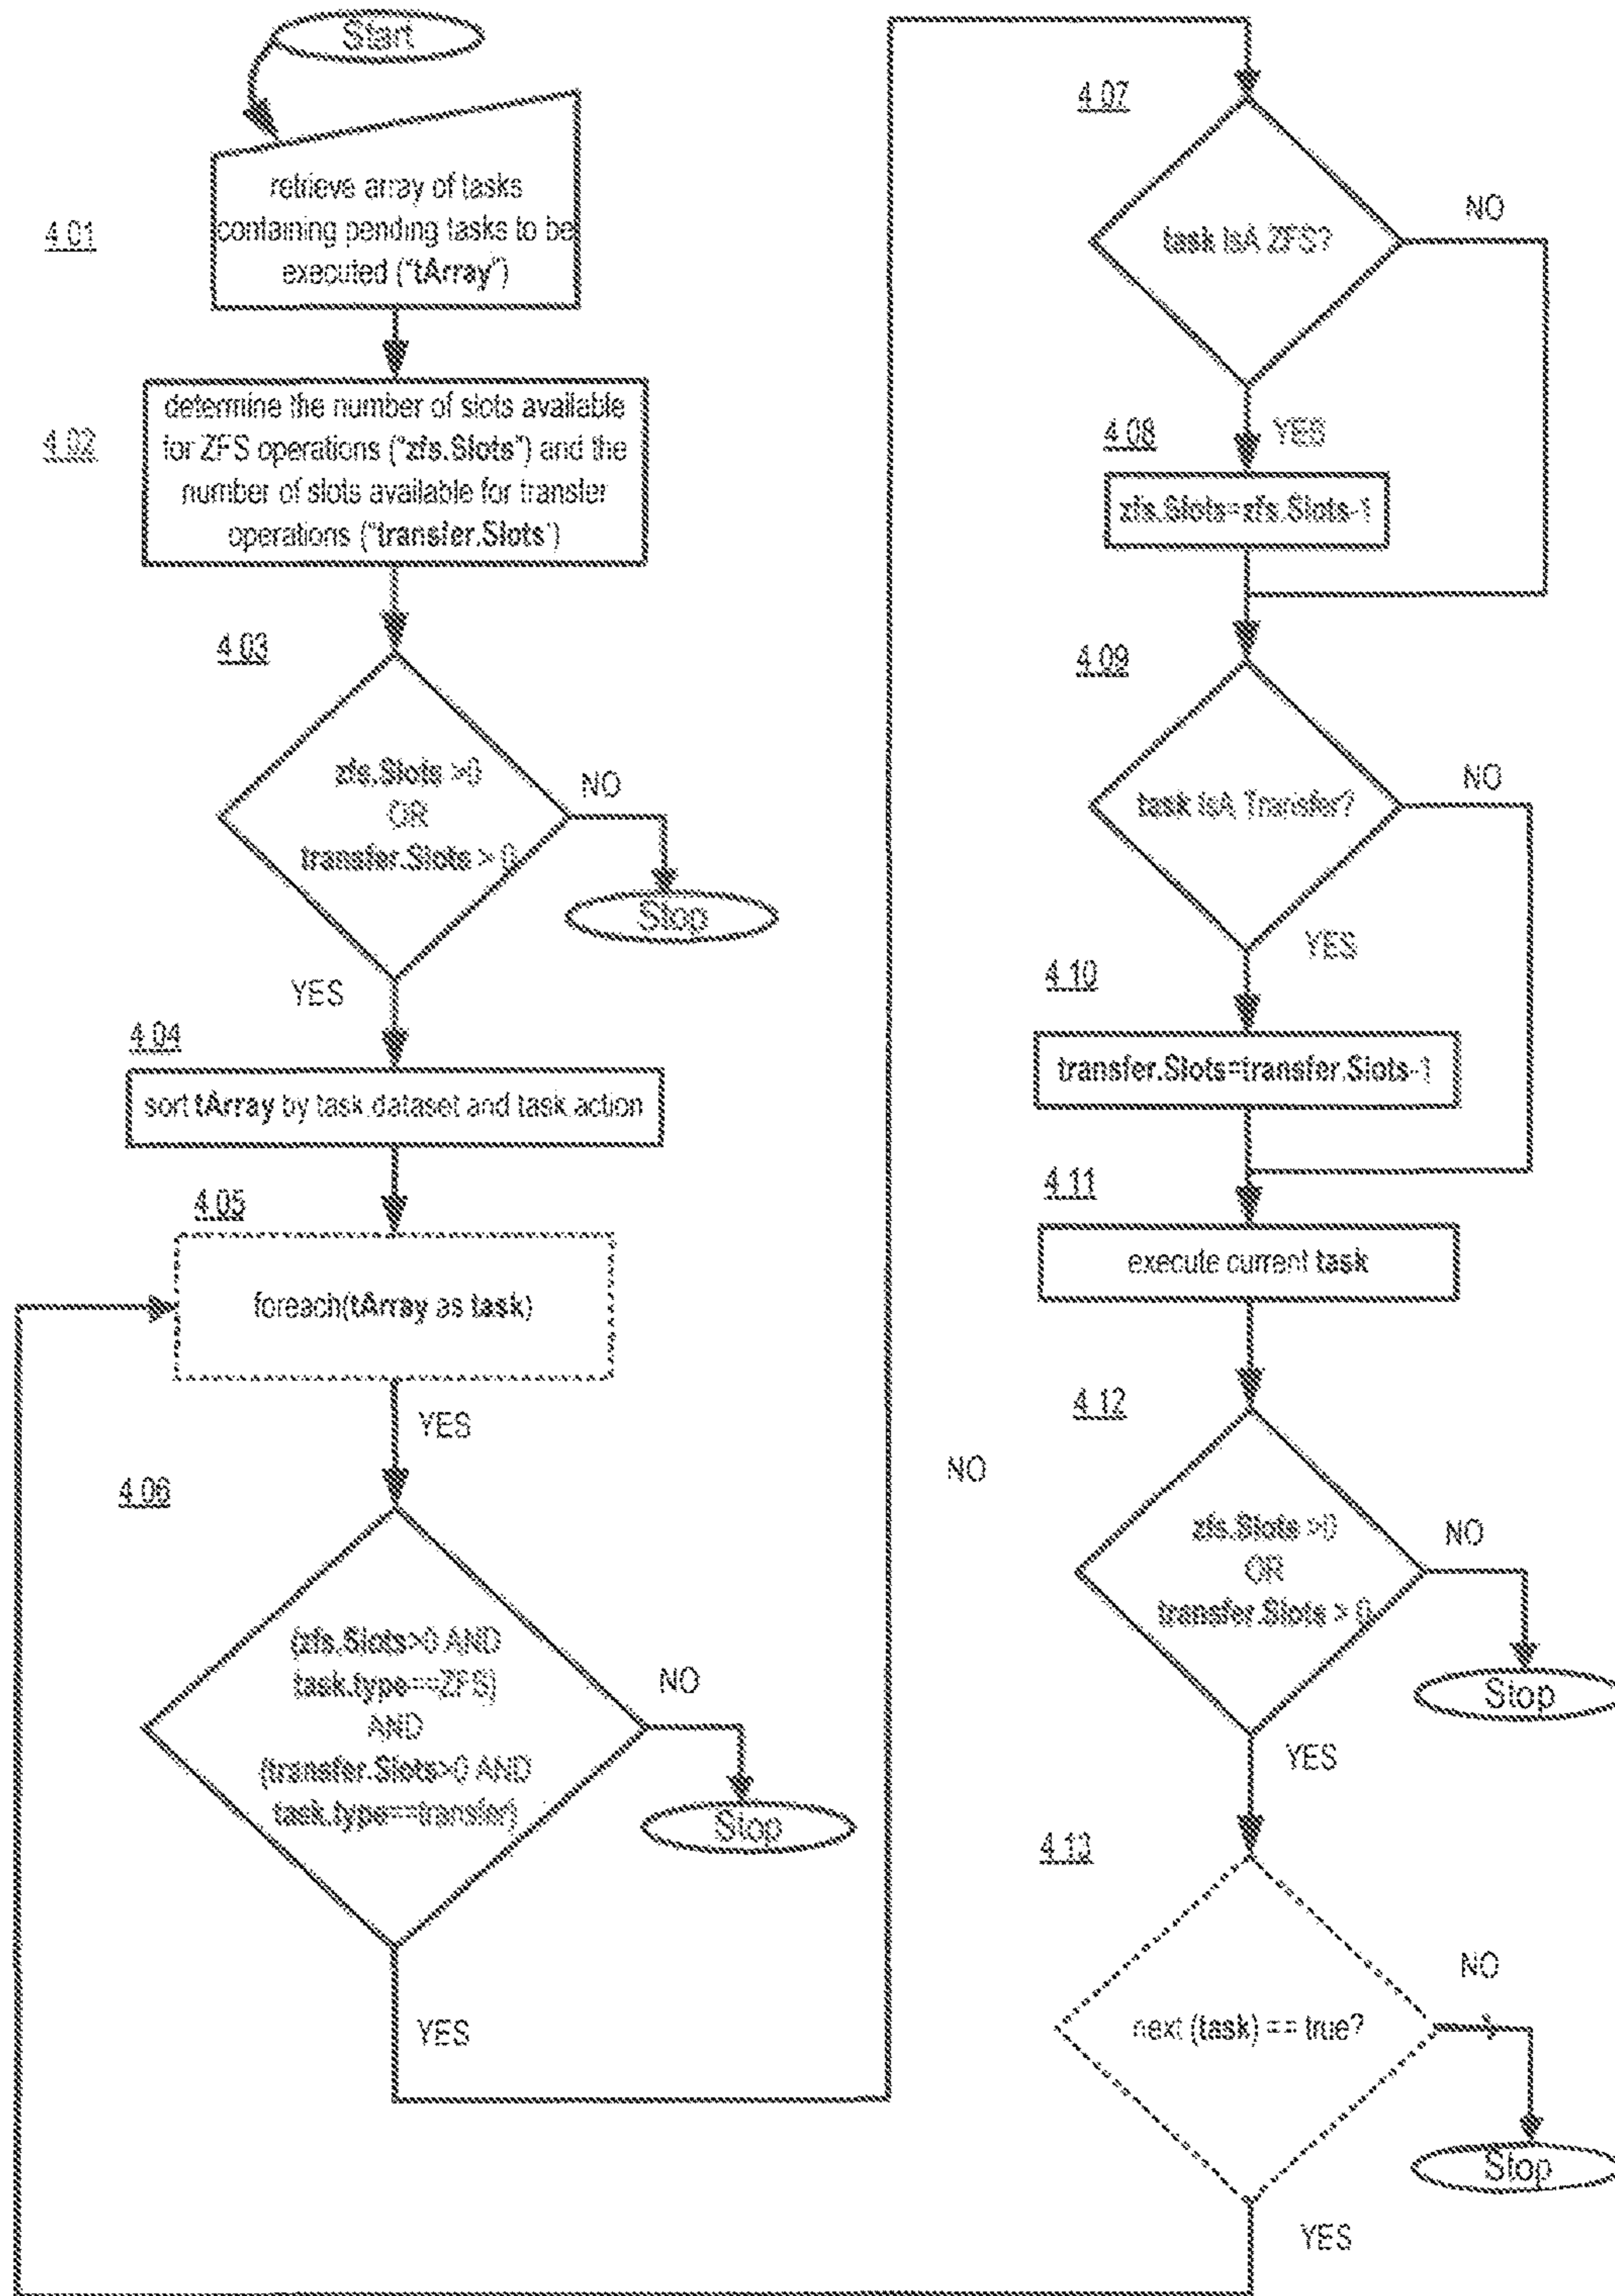 Start
4.01
retrieve array of tasks
containing pending tasks to be
executed ("tArray")
4.02
determine the number of slots available
for ZFS operations ("zfs.Slots") and the
number of slots available for transfer
operations ("transfer.Slots')
4.03
zfs.Slots >0
OR
transfer.Slots > 0
NO
Stop
YES
4.04
sort tArray by task.dataset and task.action
4.05
foreach(tArray as task)
YES
4.06
(zfs.Slots>0 AND
task.type==ZFS)
AND
(transfer.Slots>0 AND
task.type==transfer)
NO
Stop
YES
4.07
task IsA ZFS?
NO
YES
4.08
zfs.Slots=zfs.Slots-1
4.09
task IsA Transfer?
NO
YES
4.10
transfer.Slots=transfer.Slots-1
4.11
execute current task
4.12
NO
zfs.Slots >0
OR
transfer.Slots > 0
NO
Stop
YES
4.13
next (task) == true?
NO
Stop
YES